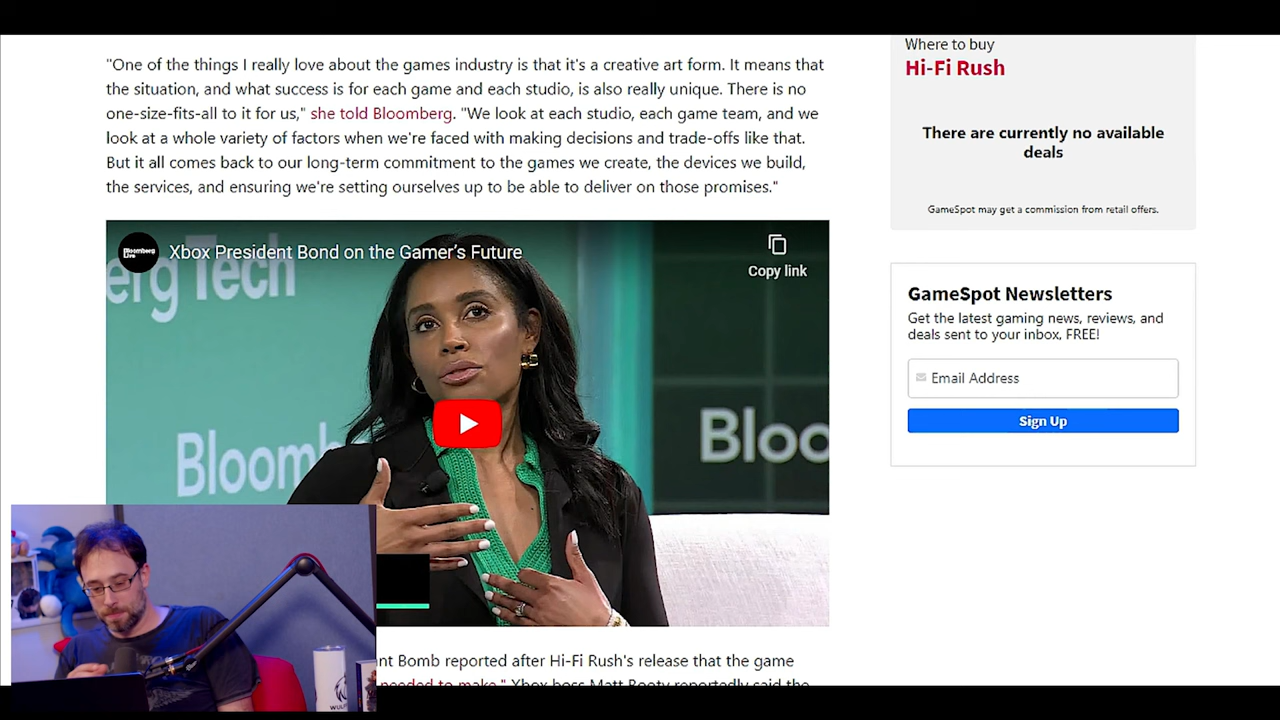 "One of the things I really love about the games industry is that it's a creative art form. It means that
the situation, and what success is for each game and each studio, is also really unique. There is no
one-size-fits-all to it for us," she told Bloomberg. "We look at each studio, each game team, and we
look at a whole variety of factors when we're faced with making decisions and trade-offs like that.
But it all comes back to our long-term commitment to the games we create, the devices we build,
the services, and ensuring we're setting ourselves up to be able to deliver on those promises."
Bloomberg Live
Xbox President Bond on the Gamer's Future
Copy link
erg Tech
Bloomb
Bloo
nt Bomb reported after Hi-Fi Rush's release that the game
needed to make." Xbox boss Matt Booty reportedly said the
Where to buy
Hi-Fi Rush
There are currently no available
deals
GameSpot may get a commission from retail offers.
GameSpot Newsletters
Get the latest gaming news, reviews, and
deals sent to your inbox, FREE!
Email Address
Sign Up